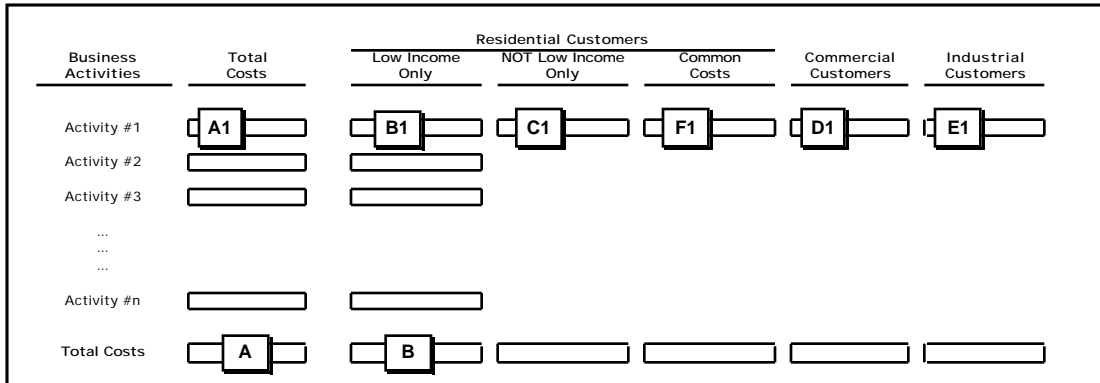 Residential Customers
Business Total Low Income NOT Low Income Common Commercial Industrial
Activities Costs Only Only Costs Customers Customers
Activity #1 A1 B1 C1 F1 D1 E1
Activity #2
Activity #3
...
...
...
Activity #n
Total Costs A B